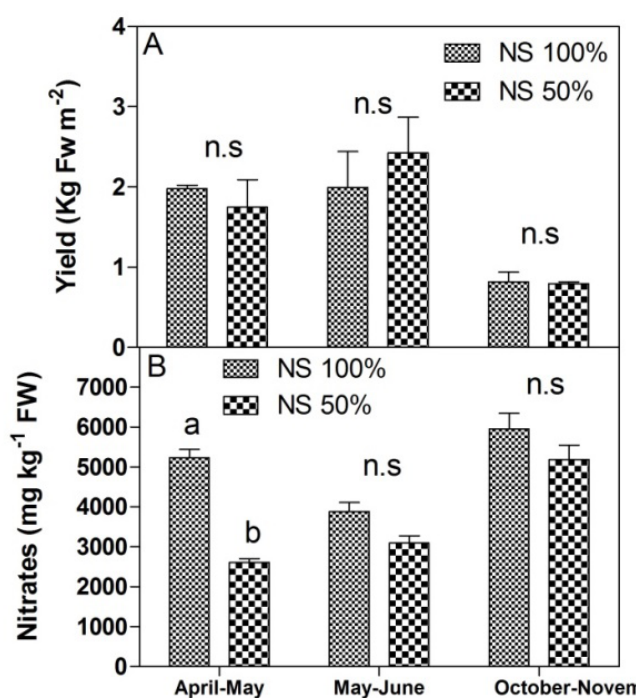 A
NS 100%
NS 50%
Yield (Kg Fw m⁻²)
4
3
2
1
0
n.s
n.s
n.s
B
NS 100%
NS 50%
Nitrates (mg kg⁻¹ FW)
7000
6000
5000
4000
3000
2000
1000
0
a
b
n.s
n.s
April-May
May-June
October-Novem